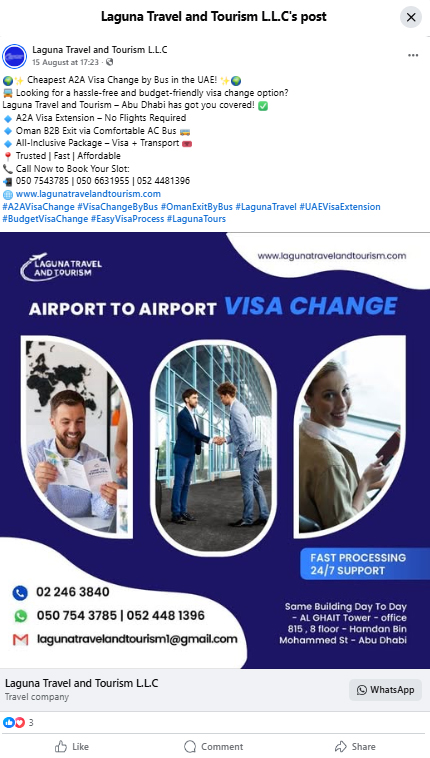 Laguna Travel and Tourism L.L.C's post
Laguna Travel and Tourism L.L.C
15 August at 17:23 ·
🌍✨ Cheapest A2A Visa Change by Bus in the UAE! ✨🌍
🚍 Looking for a hassle-free and budget-friendly visa change option?
Laguna Travel and Tourism – Abu Dhabi has got you covered! ✅
🔹 A2A Visa Extension – No Flights Required
🔹 Oman B2B Exit via Comfortable AC Bus 🚌
🔹 All-Inclusive Package – Visa + Transport 🎟️
📍 Trusted | Fast | Affordable
📞 Call Now to Book Your Slot:
📲 050 7543785 | 050 6631955 | 052 4481396
🌐 www.lagunatravelandtourism.com
#A2AVisaChange #VisaChangeByBus #OmanExitByBus #LagunaTravel #UAEVisaExtension
#BudgetVisaChange #EasyVisaProcess #LagunaTours
LAGUNA TRAVEL
AND TOURISM
www.lagunatravelandtourism.com
AIRPORT TO AIRPORT VISA CHANGE
FAST PROCESSING
24/7 SUPPORT
02 246 3840
050 754 3785 | 052 448 1396
lagunatravelandtourism1@gmail.com
Same Building Day To Day
- AL GHAIT Tower - office
815 , 8 floor - Hamdan Bin
Mohammed St - Abu Dhabi
Laguna Travel and Tourism L.L.C
Travel company
WhatsApp
3
Like
Comment
Share